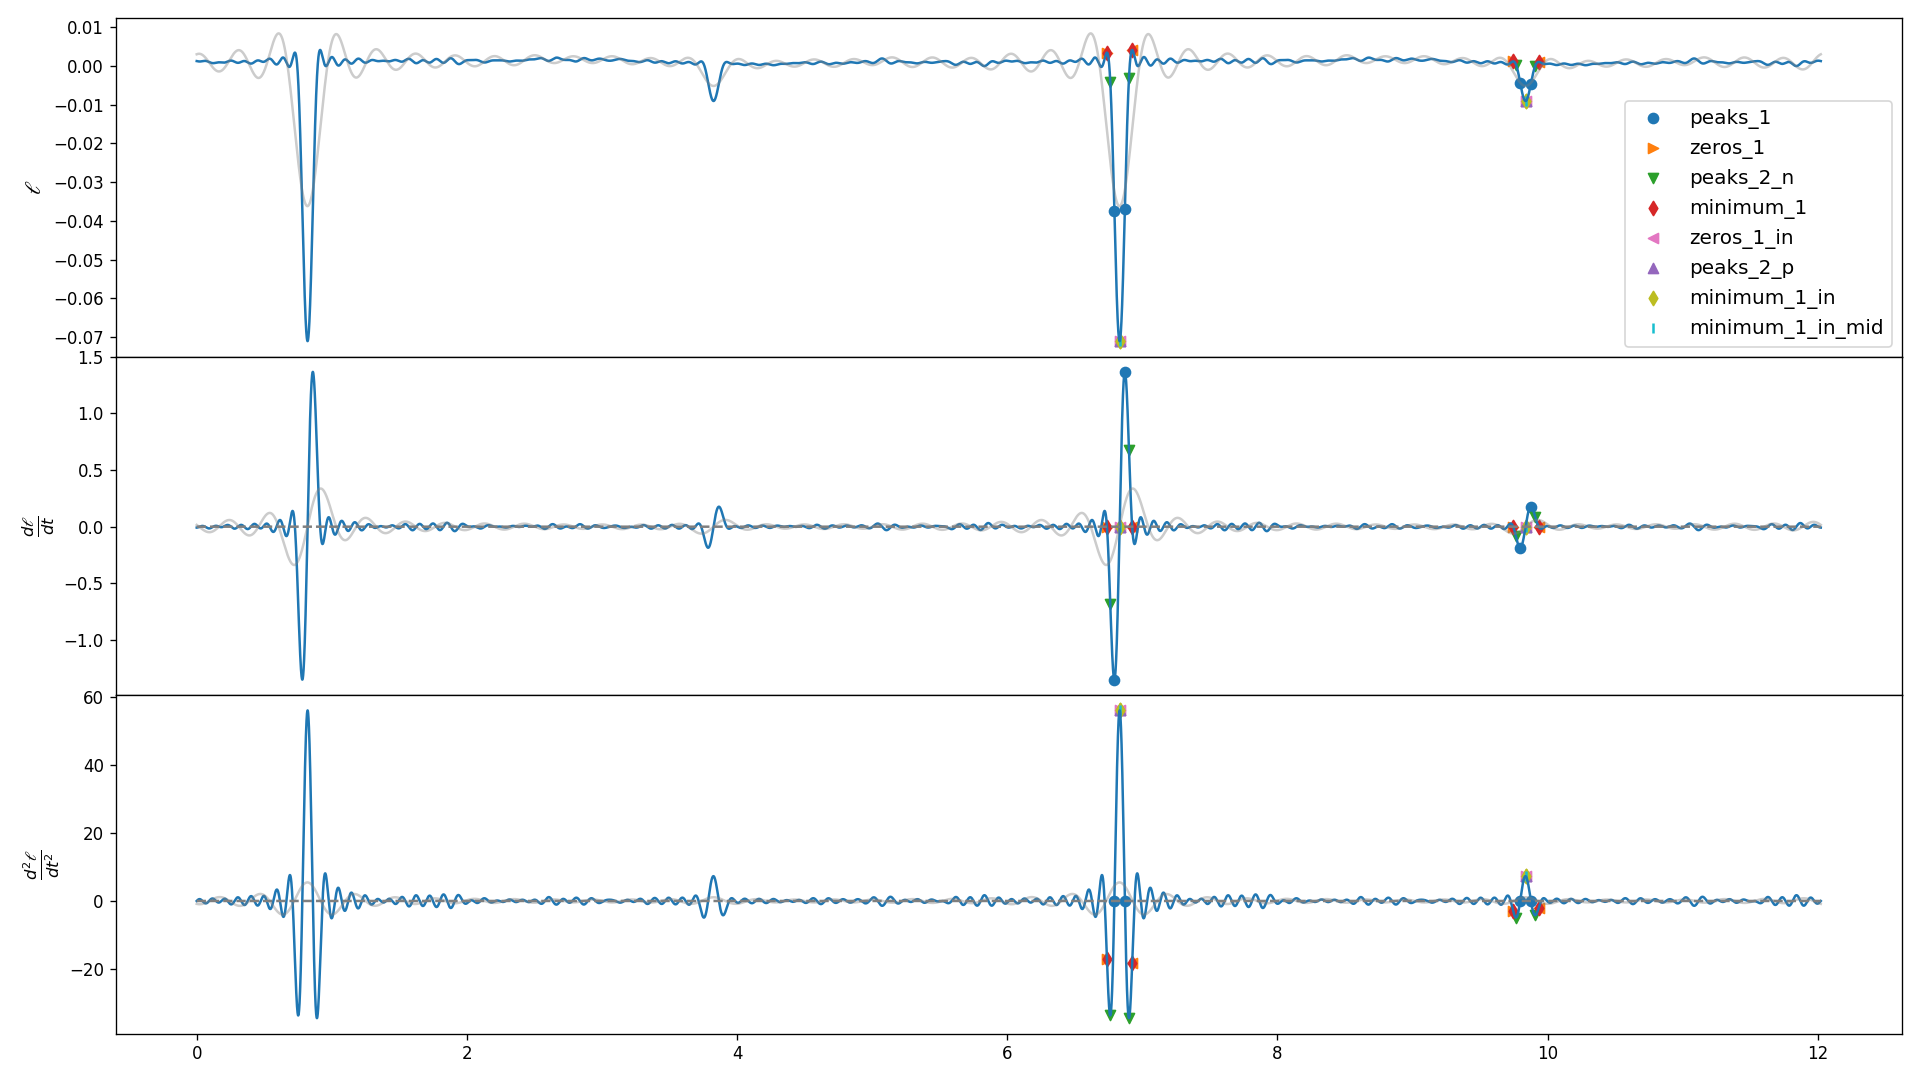 0.01
0.00
−0.01
−0.02
−0.03
−0.04
−0.05
−0.06
−0.07
ℓ
peaks_1
zeros_1
peaks_2_n
minimum_1
zeros_1_in
peaks_2_p
minimum_1_in
minimum_1_in_mid
1.5
1.0
0.5
0.0
−0.5
−1.0
dℓ
dt
60
40
20
0
−20
d²ℓ
dt²
0 2 4 6 8 10 12